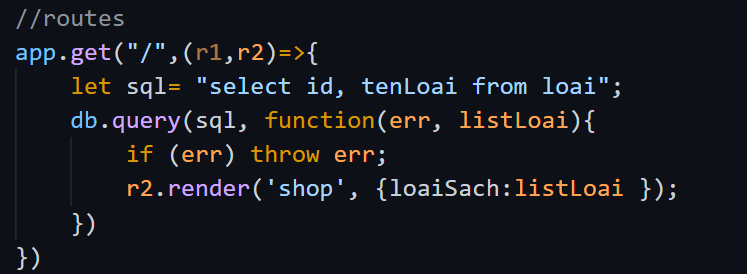 //routes
app.get("/",(r1,r2)=>{
let sql= "select id, tenLoai from loai";
db.query(sql, function(err, listLoai){
if (err) throw err;
r2.render('shop', {loaiSach:listLoai });
})
})